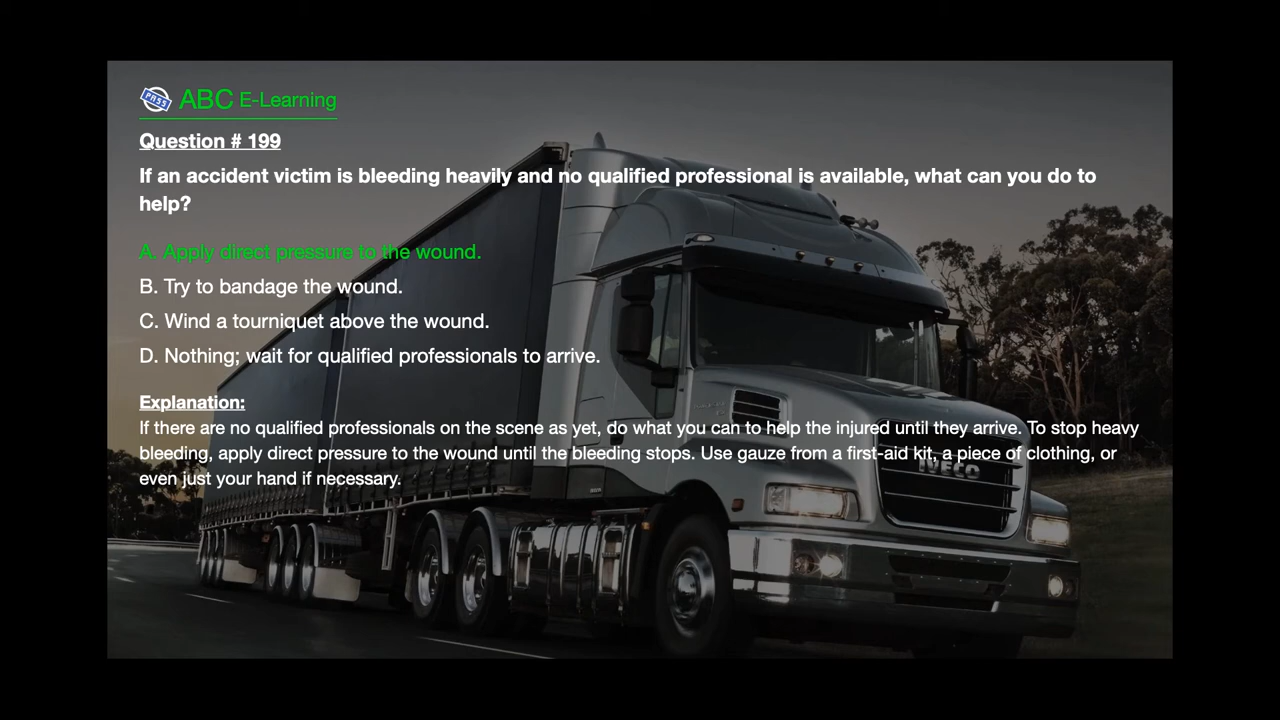 PASS ABC E-Learning
Question # 199
If an accident victim is bleeding heavily and no qualified professional is available, what can you do to
help?
A. Apply direct pressure to the wound.
B. Try to bandage the wound.
C. Wind a tourniquet above the wound.
D. Nothing; wait for qualified professionals to arrive.
Explanation:
If there are no qualified professionals on the scene as yet, do what you can to help the injured until they arrive. To stop heavy
bleeding, apply direct pressure to the wound until the bleeding stops. Use gauze from a first-aid kit, a piece of clothing, or
even just your hand if necessary.
IVECO